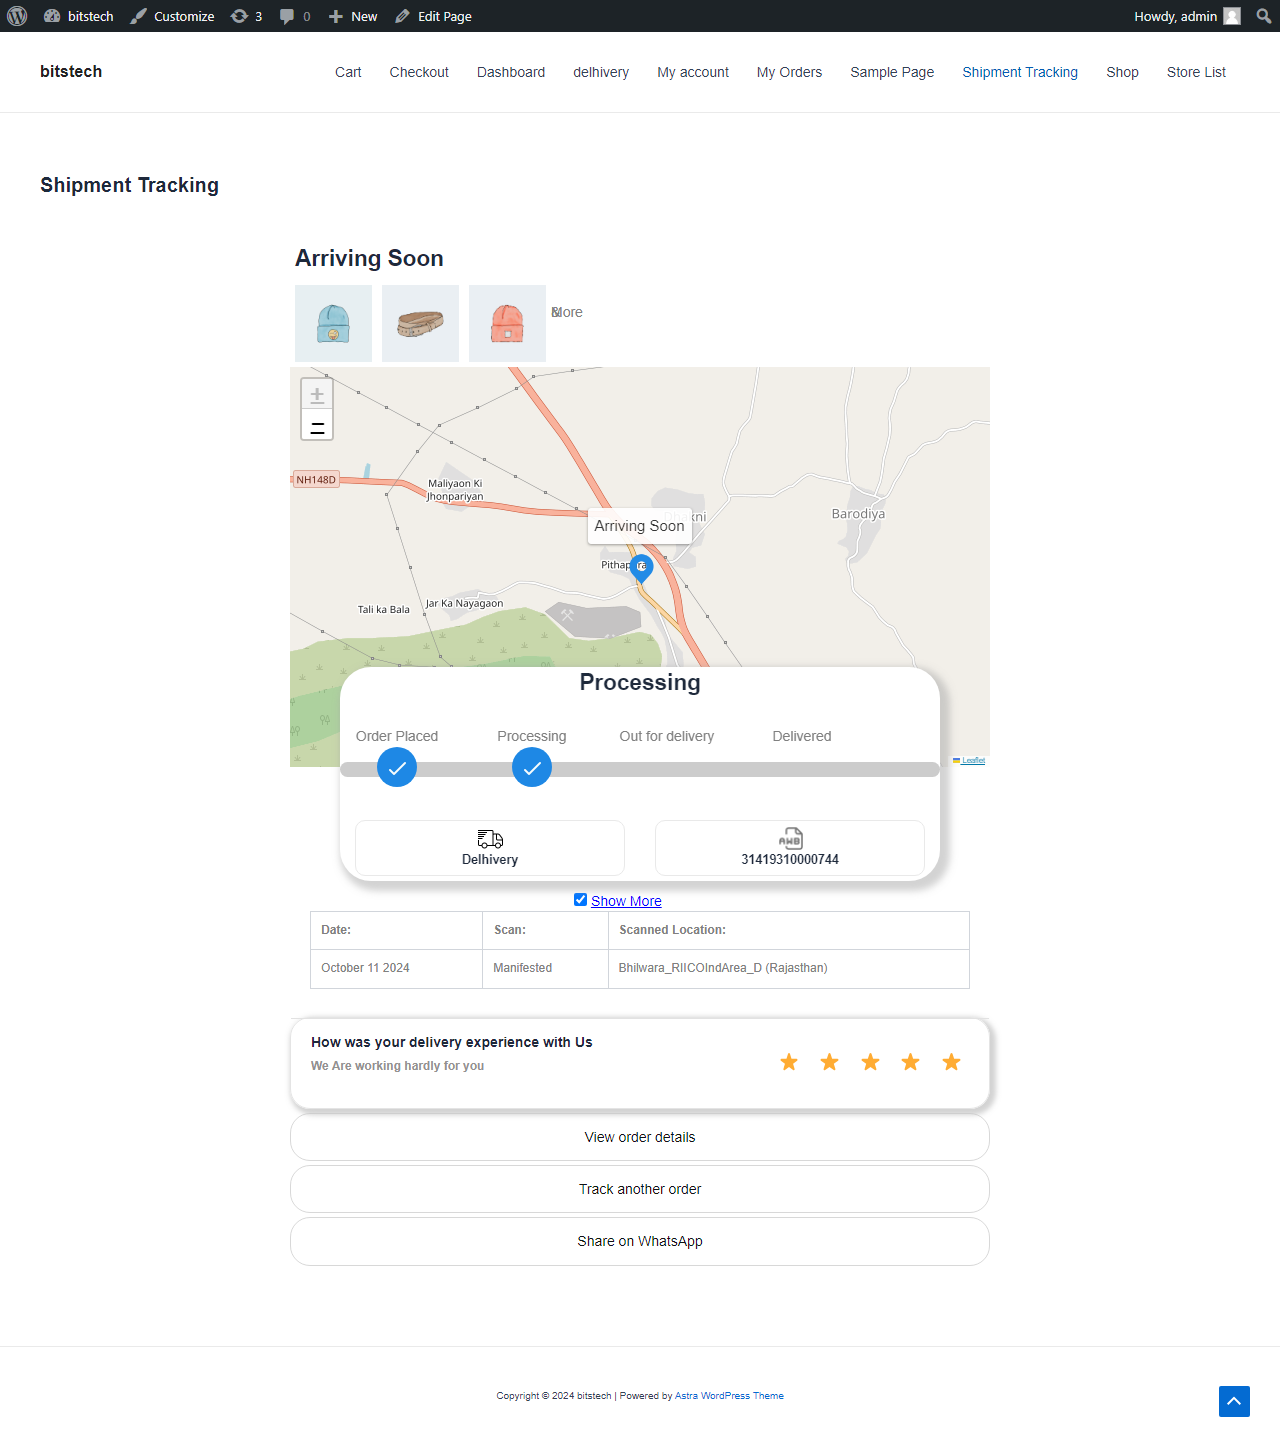 bitstech Customize 3 0 New Edit Page Howdy, admin
bitstech Cart Checkout Dashboard delhivery My account My Orders Sample Page Shipment Tracking Shop Store List
Shipment Tracking
Arriving Soon
More
+
NH148D
Maliyaon Ki
Jhonpariyan
Barodiya
Arriving Soon
Tali ka Bala
Jar Ka Nayagaon
Processing
Order Placed Processing Out for delivery Delivered
Leaflet
Delhivery
AWB
31419310000744
Show More
Date: Scan: Scanned Location:
October 11 2024 Manifested Bhilwara_RIICOIndArea_D (Rajasthan)
How was your delivery experience with Us
We Are working hardly for you
View order details
Track another order
Share on WhatsApp
Copyright © 2024 bitstech | Powered by Astra WordPress Theme